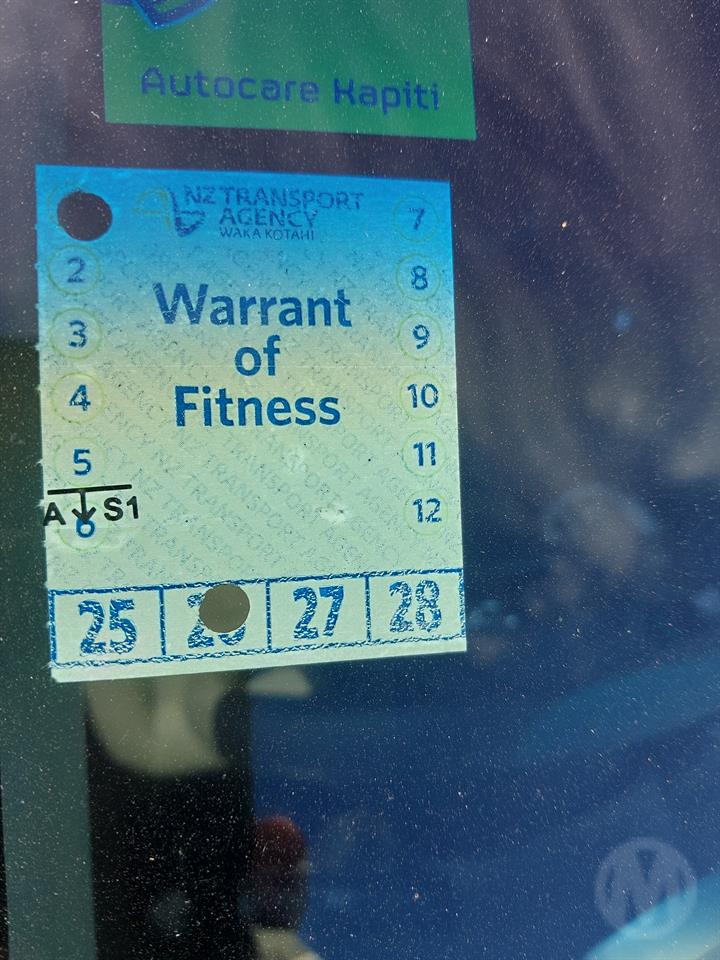 Autocare Kapiti
NZ TRANSPORT
AGENCY
WAKA KOTAHI
7
2
8
Warrant
of
Fitness
3
9
4
10
5
11
A S1
6
12
25
27
28
M